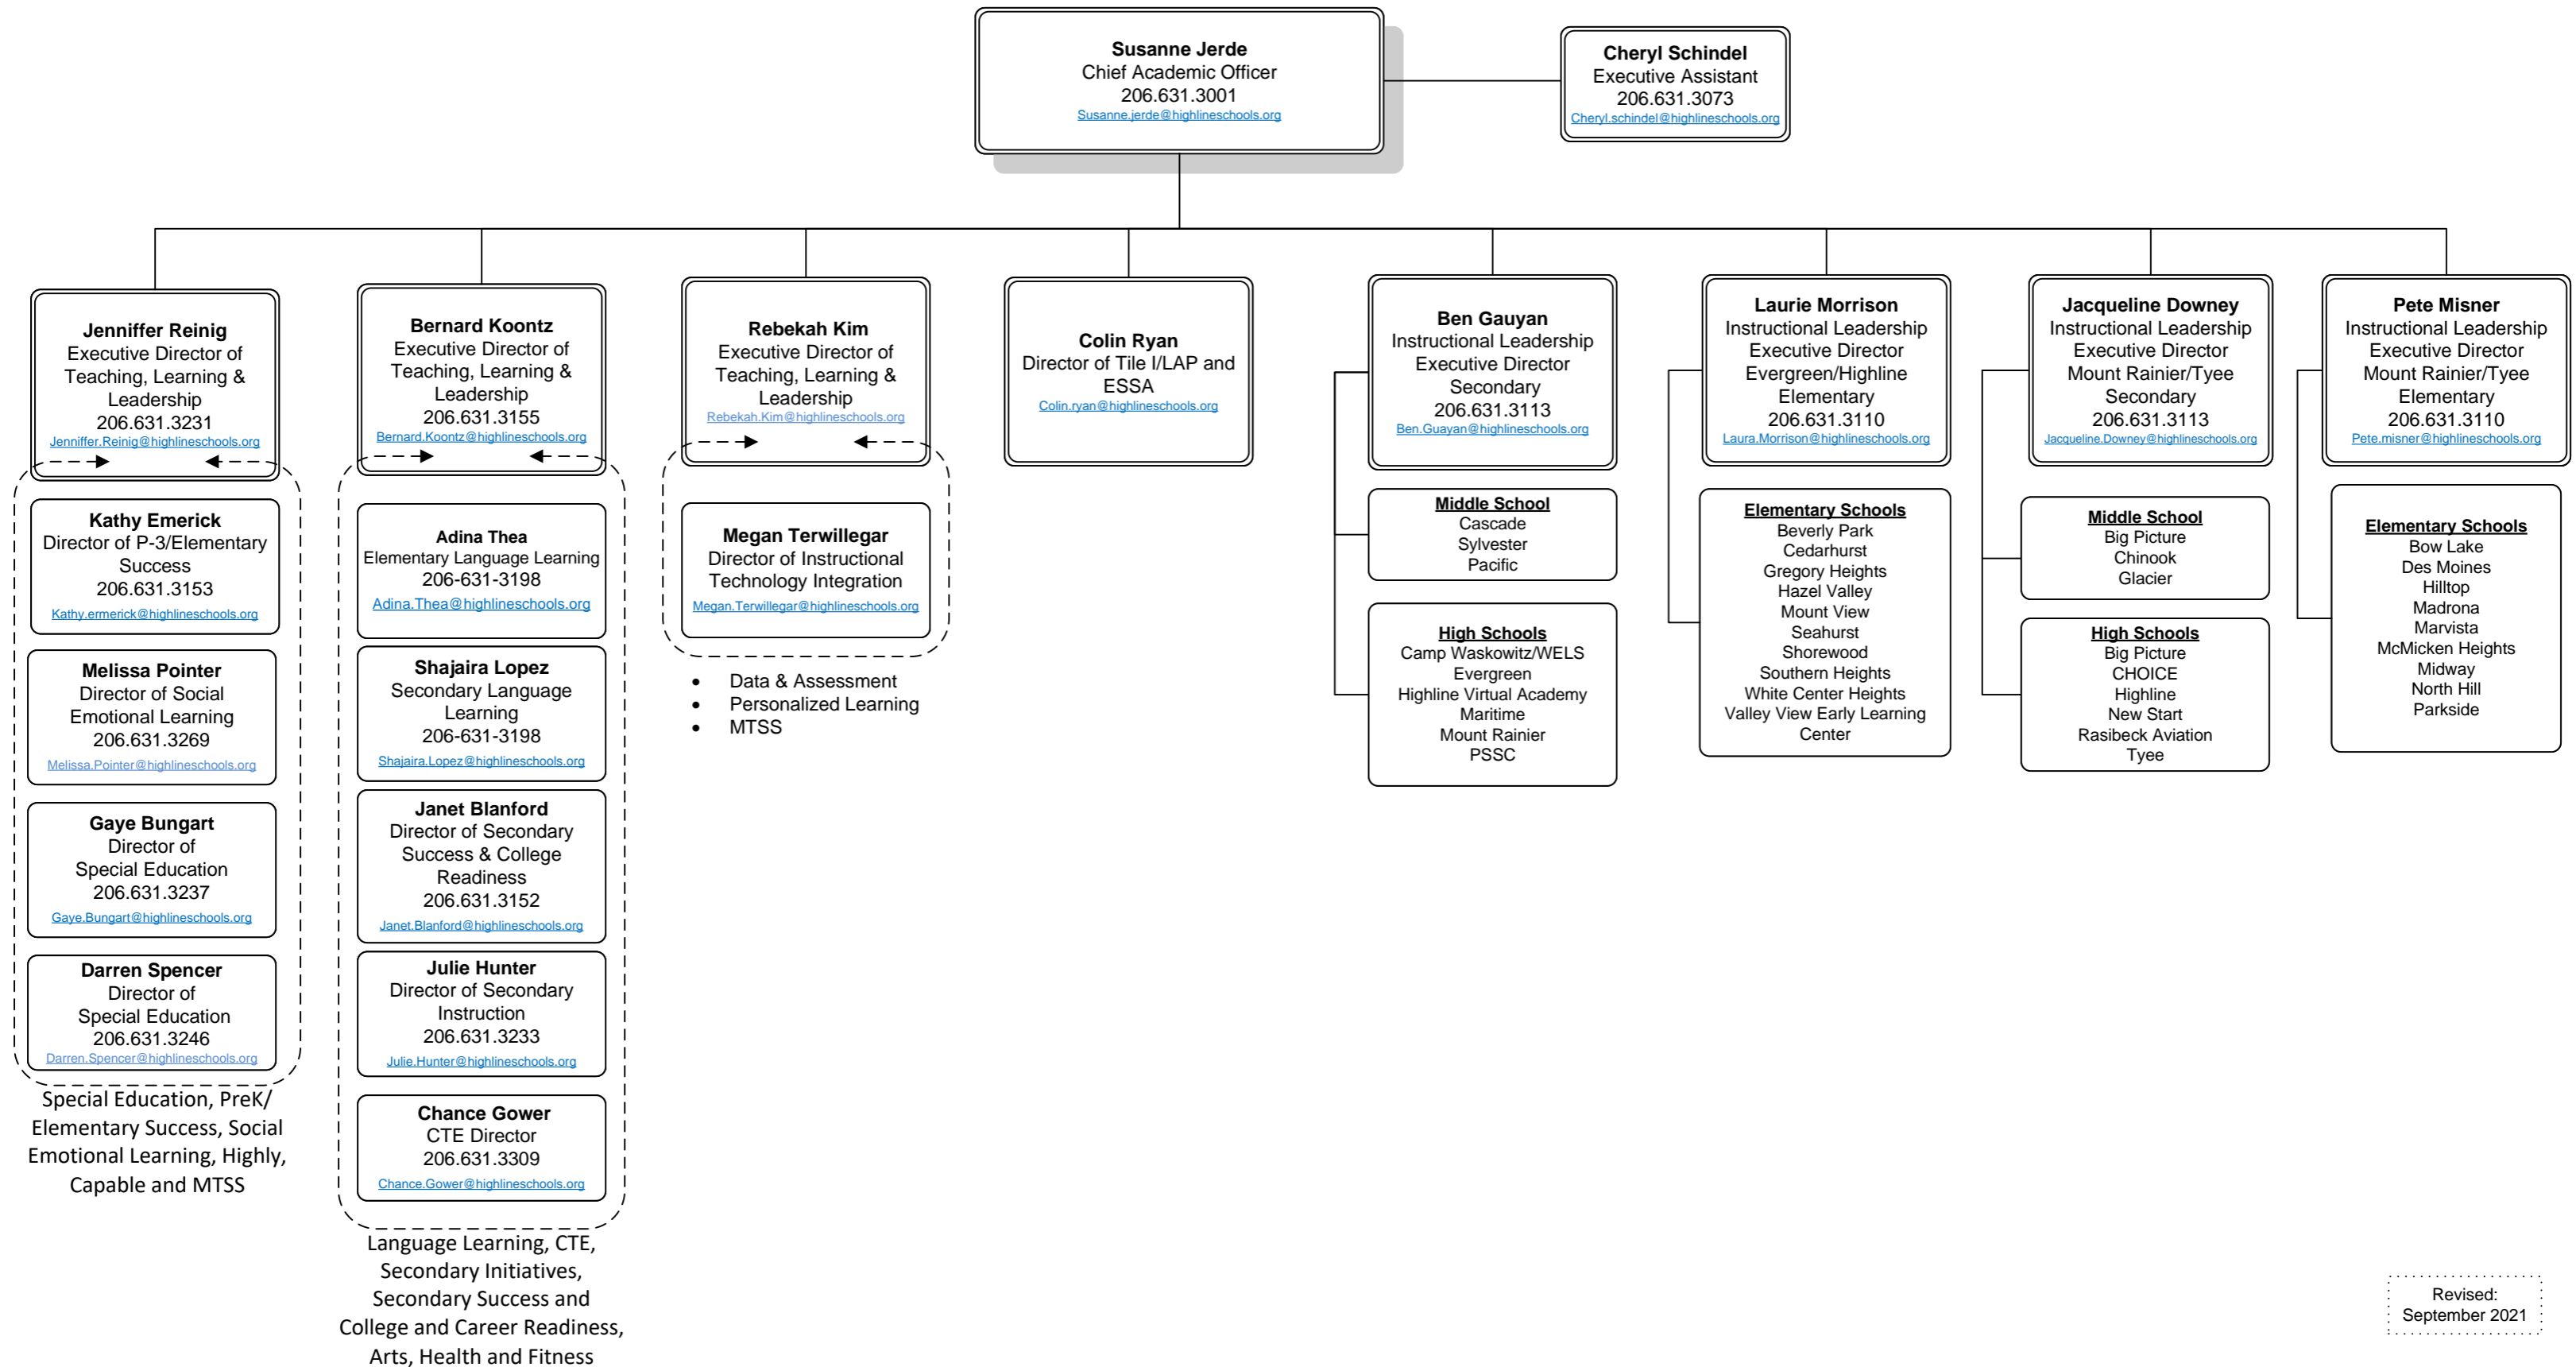 Susanne Jerde
Chief Academic Officer
206.631.3001
Susanne.jerde@highlineschools.org
Cheryl Schindel
Executive Assistant
206.631.3073
Cheryl.schindel@highlineschools.org
Jenniffer Reinig
Executive Director of
Teaching, Learning &
Leadership
206.631.3231
Jenniffer.Reinig@highlineschools.org
Kathy Emerick
Director of P-3/Elementary
Success
206.631.3153
Kathy.ermerick@highlineschools.org
Melissa Pointer
Director of Social
Emotional Learning
206.631.3269
Melissa.Pointer@highlineschools.org
Gaye Bungart
Director of
Special Education
206.631.3237
Gaye.Bungart@highlineschools.org
Darren Spencer
Director of
Special Education
206.631.3246
Darren.Spencer@highlineschools.org
Special Education, PreK/
Elementary Success, Social
Emotional Learning, Highly,
Capable and MTSS
Bernard Koontz
Executive Director of
Teaching, Learning &
Leadership
206.631.3155
Bernard.Koontz@highlineschools.org
Adina Thea
Elementary Language Learning
206-631-3198
Adina.Thea@highlineschools.org
Shajaira Lopez
Secondary Language
Learning
206-631-3198
Shajaira.Lopez@highlineschools.org
Janet Blanford
Director of Secondary
Success & College
Readiness
206.631.3152
Janet.Blanford@highlineschools.org
Julie Hunter
Director of Secondary
Instruction
206.631.3233
Julie.Hunter@highlineschools.org
Chance Gower
CTE Director
206.631.3309
Chance.Gower@highlineschools.org
Language Learning, CTE,
Secondary Initiatives,
Secondary Success and
College and Career Readiness,
Arts, Health and Fitness
Rebekah Kim
Executive Director of
Teaching, Learning &
Leadership
Rebekah.Kim@highlineschools.org
Megan Terwillegar
Director of Instructional
Technology Integration
Megan.Terwillegar@highlineschools.org
• Data & Assessment
• Personalized Learning
• MTSS
Colin Ryan
Director of Tile I/LAP and
ESSA
Colin.ryan@highlineschools.org
Ben Gauyan
Instructional Leadership
Executive Director
Secondary
206.631.3113
Ben.Guayan@highlineschools.org
Middle School
Cascade
Sylvester
Pacific
High Schools
Camp Waskowitz/WELS
Evergreen
Highline Virtual Academy
Maritime
Mount Rainier
PSSC
Laurie Morrison
Instructional Leadership
Executive Director
Evergreen/Highline
Elementary
206.631.3110
Laura.Morrison@highlineschools.org
Elementary Schools
Beverly Park
Cedarhurst
Gregory Heights
Hazel Valley
Mount View
Seahurst
Shorewood
Southern Heights
White Center Heights
Valley View Early Learning
Center
Jacqueline Downey
Instructional Leadership
Executive Director
Mount Rainier/Tyee
Secondary
206.631.3113
Jacqueline.Downey@highlineschools.org
Middle School
Big Picture
Chinook
Glacier
High Schools
Big Picture
CHOICE
Highline
New Start
Rasibeck Aviation
Tyee
Pete Misner
Instructional Leadership
Executive Director
Mount Rainier/Tyee
Elementary
206.631.3110
Pete.misner@highlineschools.org
Elementary Schools
Bow Lake
Des Moines
Hilltop
Madrona
Marvista
McMicken Heights
Midway
North Hill
Parkside
Revised:
September 2021